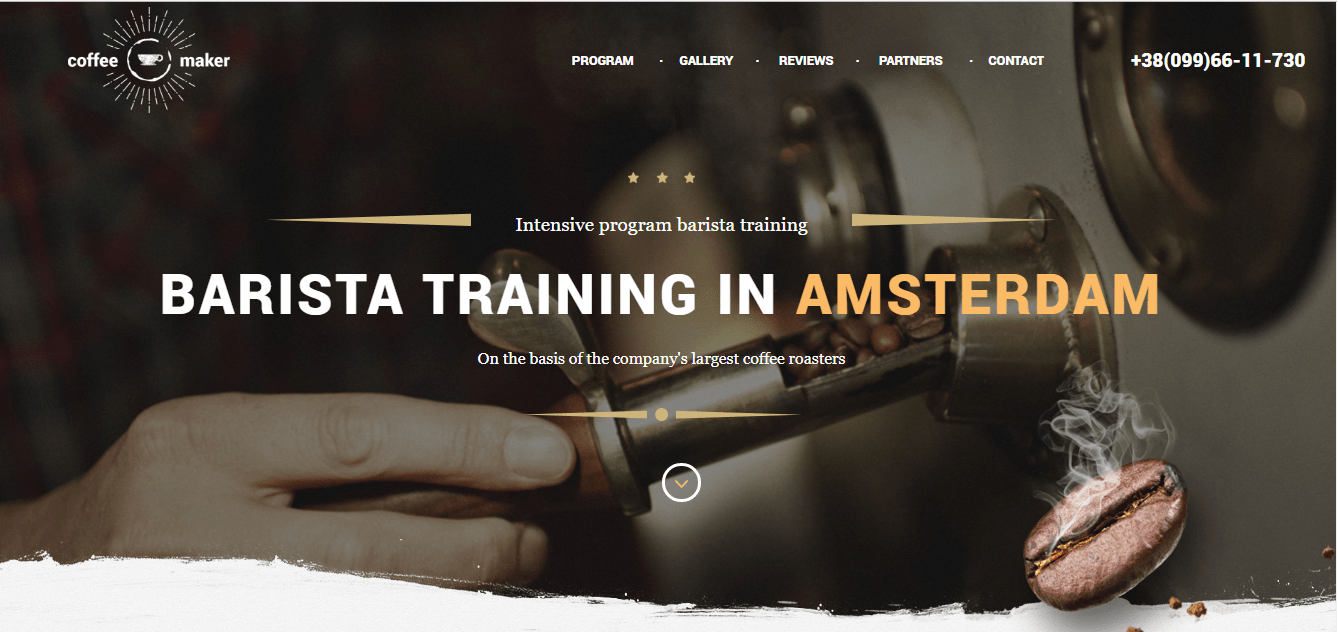 coffee maker
PROGRAM · GALLERY · REVIEWS · PARTNERS · CONTACT
+38(099)66-11-730
Intensive program barista training
BARISTA TRAINING IN AMSTERDAM
On the basis of the company's largest coffee roasters